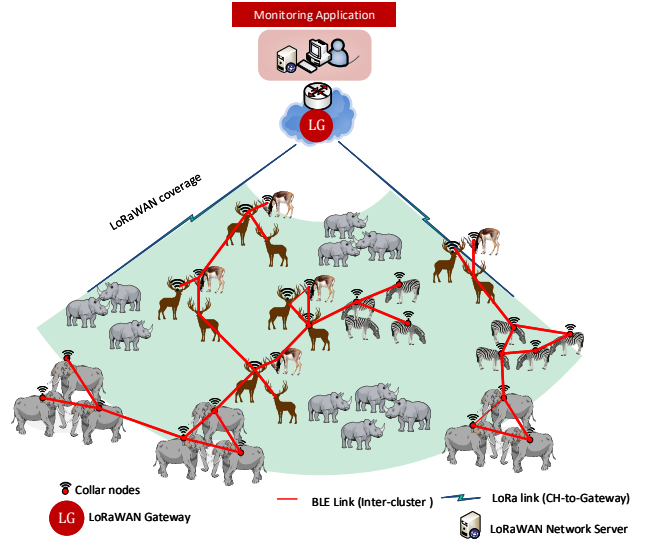 Monitoring Application
LG
LoRaWAN coverage
Collar nodes
BLE Link (Inter-cluster )
LoRa link (CH-to-Gateway)
LG
LoRaWAN Gateway
LoRaWAN Network Server